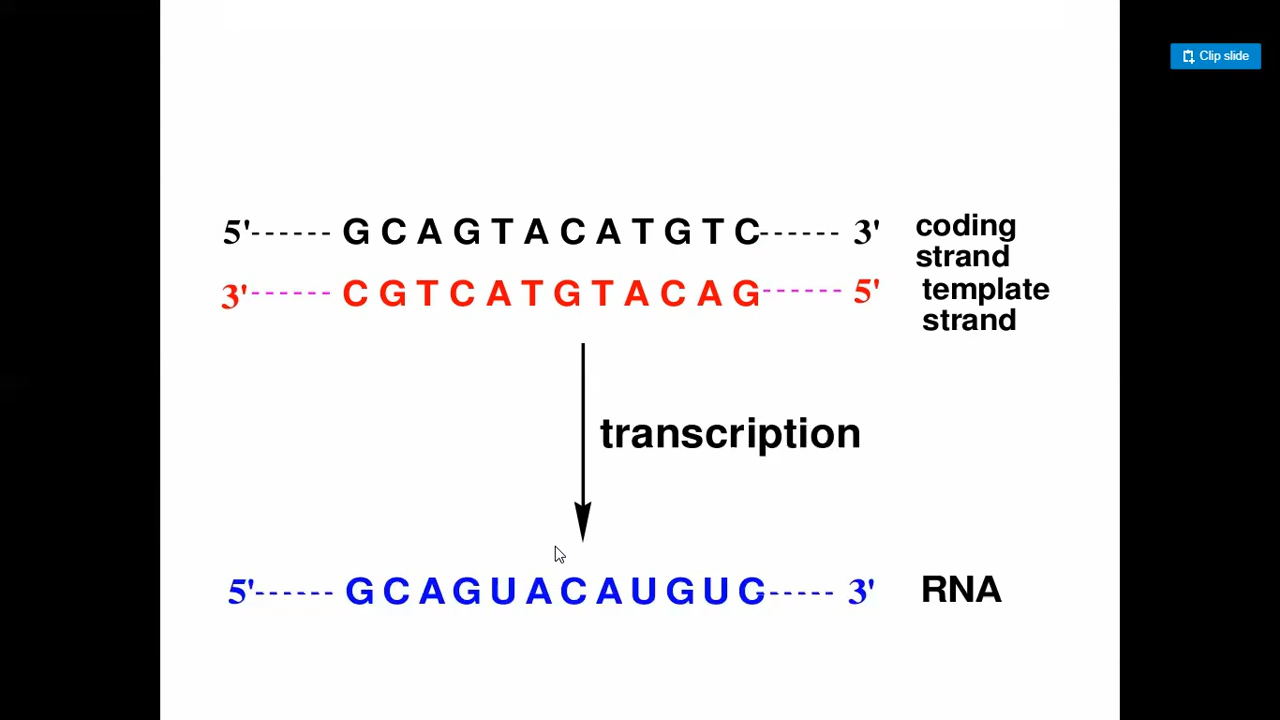 Clip slide
5'------ G C A G T A C A T G T C------ 3' coding
strand
3'------ C G T C A T G T A C A G------ 5' template
strand
transcription
5'------ G C A G U A C A U G U C----- 3' RNA